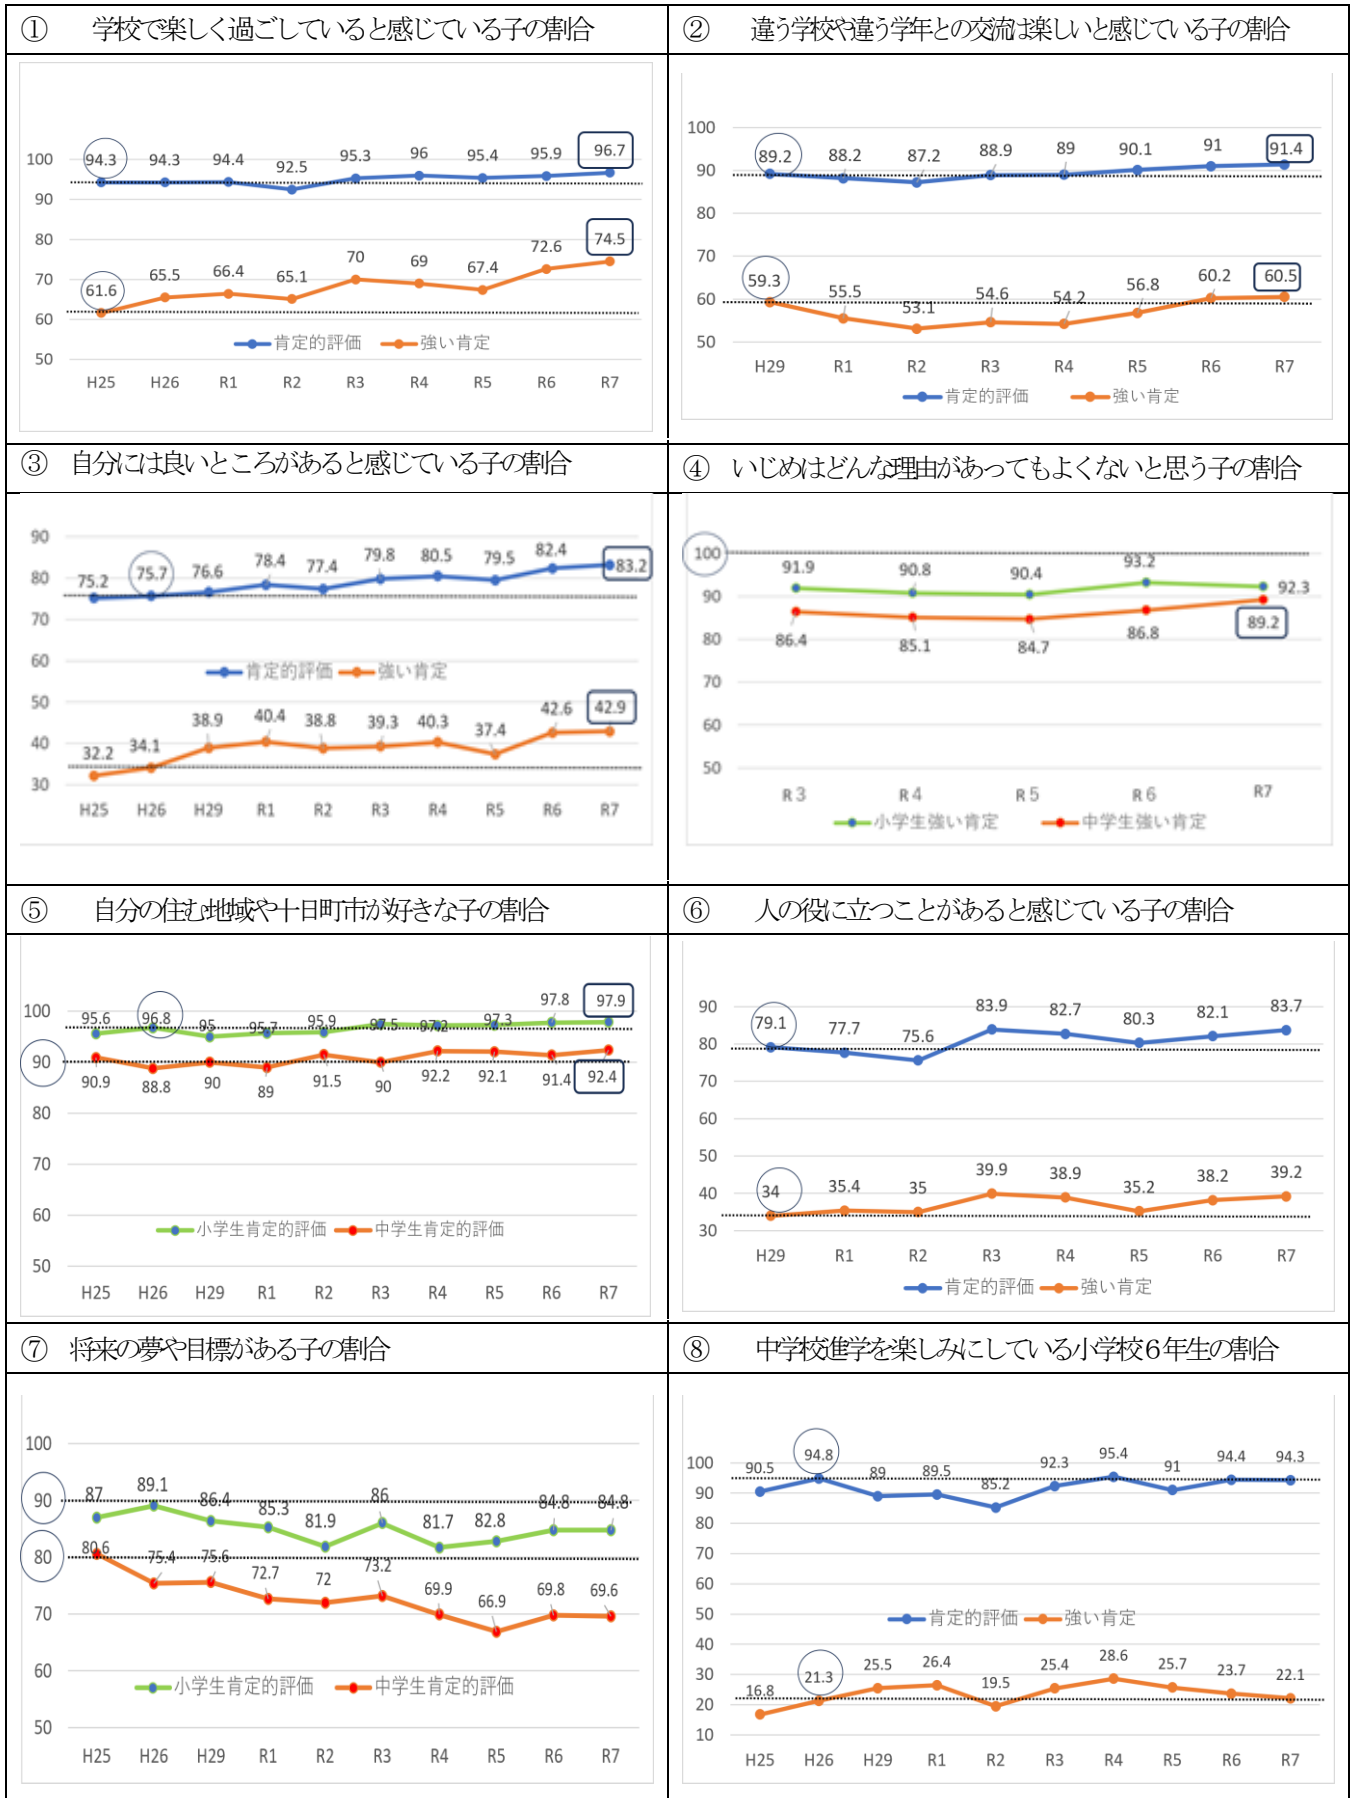 ① 学校で楽しく過ごしていると感じている子の割合
100
90
80
70
60
50
94.3 94.3 94.4 92.5 95.3 96 95.4 95.9 96.7
61.6 65.5 66.4 65.1 70 69 67.4 72.6 74.5
肯定的評価 強い肯定
H25 H26 R1 R2 R3 R4 R5 R6 R7
② 違う学校や違う学年との交流は楽しいと感じている子の割合
100
90
80
70
60
50
89.2 88.2 87.2 88.9 89 90.1 91 91.4
59.3 55.5 53.1 54.6 54.2 56.8 60.2 60.5
H29 R1 R2 R3 R4 R5 R6 R7
肯定的評価 強い肯定
③ 自分には良いところがあると感じている子の割合
90
80
70
60
50
40
30
75.2 75.7 76.6 78.4 77.4 79.8 80.5 79.5 82.4 83.2
肯定的評価 強い肯定
32.2 34.1 38.9 40.4 38.8 39.3 40.3 37.4 42.6 42.9
H25 H26 H29 R1 R2 R3 R4 R5 R6 R7
④ いじめはどんな理由があってもよくないと思う子の割合
100
90
80
70
60
50
91.9 90.8 90.4 93.2 92.3
86.4 85.1 84.7 86.8 89.2
R3 R4 R5 R6 R7
小学生強い肯定 中学生強い肯定
⑤ 自分の住む地域や十日町市が好きな子の割合
100
90
80
70
60
50
95.6 96.8 95 95.7 95.9 97.5 97.2 97.3 97.8 97.9
90.9 88.8 90 89 91.5 90 92.2 92.1 91.4 92.4
小学生肯定的評価 中学生肯定的評価
H25 H26 H29 R1 R2 R3 R4 R5 R6 R7
⑥ 人の役に立つことがあると感じている子の割合
90
80
70
60
50
40
30
79.1 77.7 75.6 83.9 82.7 80.3 82.1 83.7
34 35.4 35 39.9 38.9 35.2 38.2 39.2
H29 R1 R2 R3 R4 R5 R6 R7
肯定的評価 強い肯定
⑦ 将来の夢や目標がある子の割合
100
90
80
70
60
50
87 89.1 86.4 85.3 81.9 86 81.7 82.8 84.8 84.8
80.6 75.4 75.6 72.7 72 73.2 69.9 66.9 69.8 69.6
小学生肯定的評価 中学生肯定的評価
H25 H26 H29 R1 R2 R3 R4 R5 R6 R7
⑧ 中学校進学を楽しみにしている小学校6年生の割合
100
90
80
70
60
50
40
30
20
10
90.5 94.8 89 89.5 85.2 92.3 95.4 91 94.4 94.3
肯定的評価 強い肯定
16.8 21.3 25.5 26.4 19.5 25.4 28.6 25.7 23.7 22.1
H25 H26 H29 R1 R2 R3 R4 R5 R6 R7